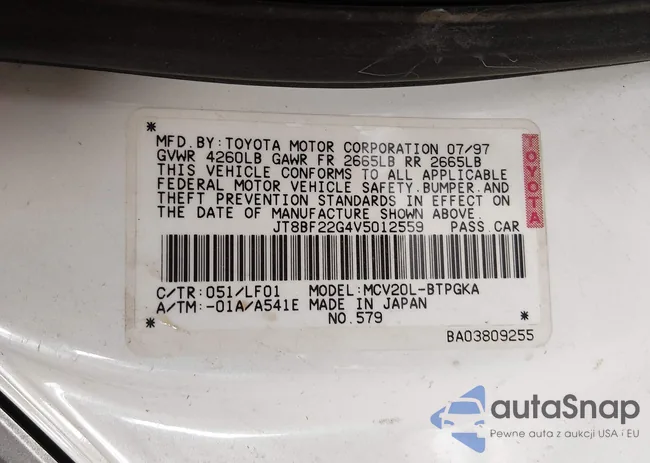 *
MFD.BY:TOYOTA MOTOR CORPORATION 07/97
GVWR 4260LB GAWR FR 2665LB RR 2665LB
THIS VEHICLE CONFORMS TO ALL APPLICABLE
FEDERAL MOTOR VEHICLE SAFETY.BUMPER.AND
THEFT PREVENTION STANDARDS IN EFFECT ON
THE DATE OF MANUFACTURE SHOWN ABOVE.
TOYOTA
JT8BF22G4V5012559 PASS.CAR
C/TR:051/LF01 MODEL:MCV20L-BTPGKA
A/TM:-01A/A541E MADE IN JAPAN
* NO.579 *
BA03809255
autaSnap
Pewne auta z aukcji USA i EU